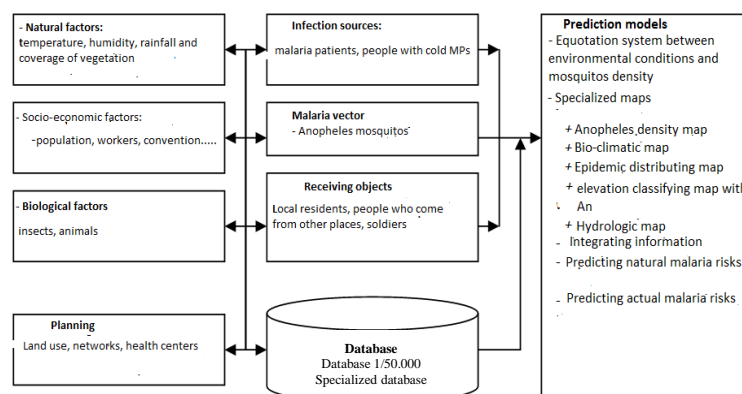 - Natural factors:
temperature, humidity, rainfall and
coverage of vegetation
- Socio-economic factors:
-population, workers, convention.....
- Biological factors
insects, animals
Planning
Land use, networks, health centers
Infection sources:
malaria patients, people with cold MPs
Malaria vector
- Anopheles mosquitos
Receiving objects
Local residents, people who come
from other places, soldiers
Database
Database 1/50.000
Specialized database
Prediction models
- Equotation system between
environmental conditions and
mosquitos density
- Specialized maps
+ Anopheles density map
+ Bio-climatic map
+ Epidemic distributing map
+ elevation classifying map with
An
+ Hydrologic map
- Integrating information
- Predicting natural malaria risks
- Predicting actual malaria risks